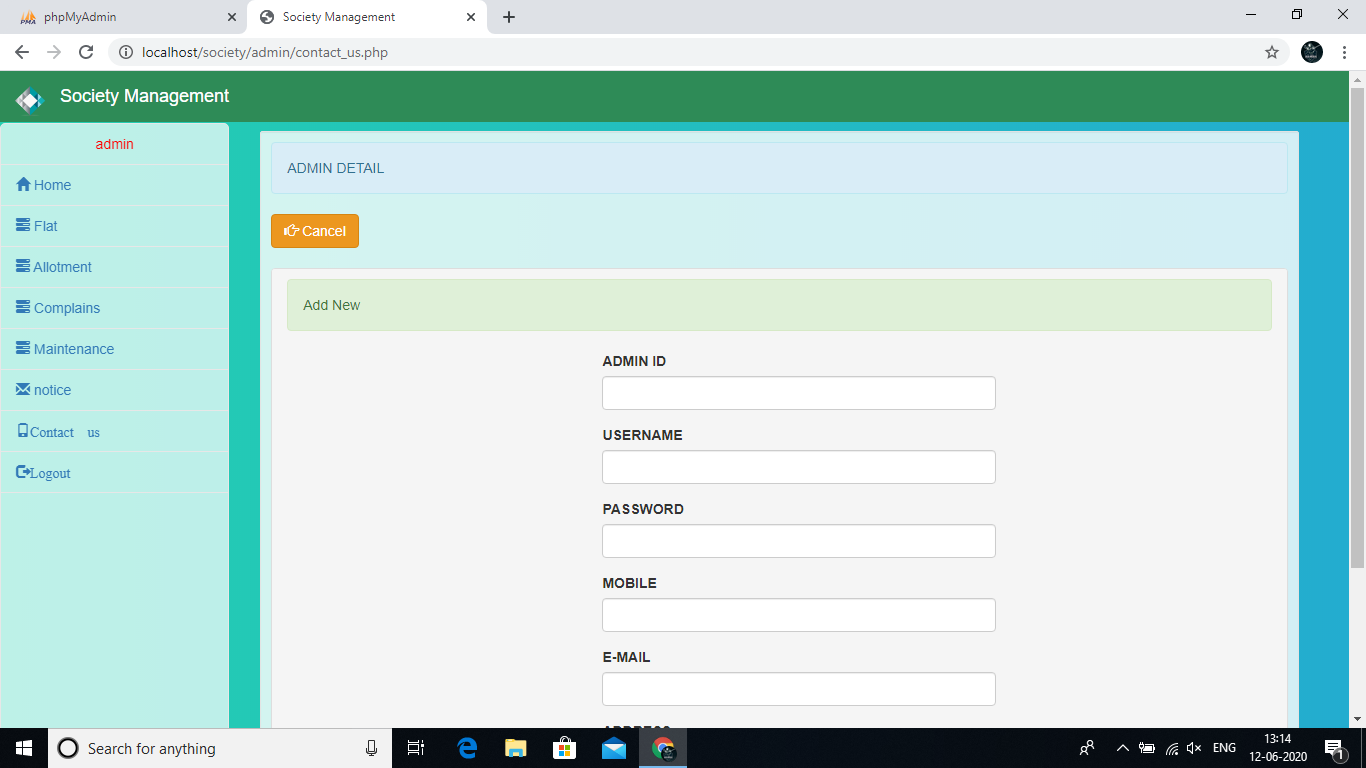 phpMyAdmin
Society Management
localhost/society/admin/contact_us.php
Society Management
admin
Home
Flat
Allotment
Complains
Maintenance
notice
Contact us
Logout
ADMIN DETAIL
Cancel
Add New
ADMIN ID
USERNAME
PASSWORD
MOBILE
E-MAIL
ADDRESS
Search for anything
ENG
13:14
12-06-2020
1